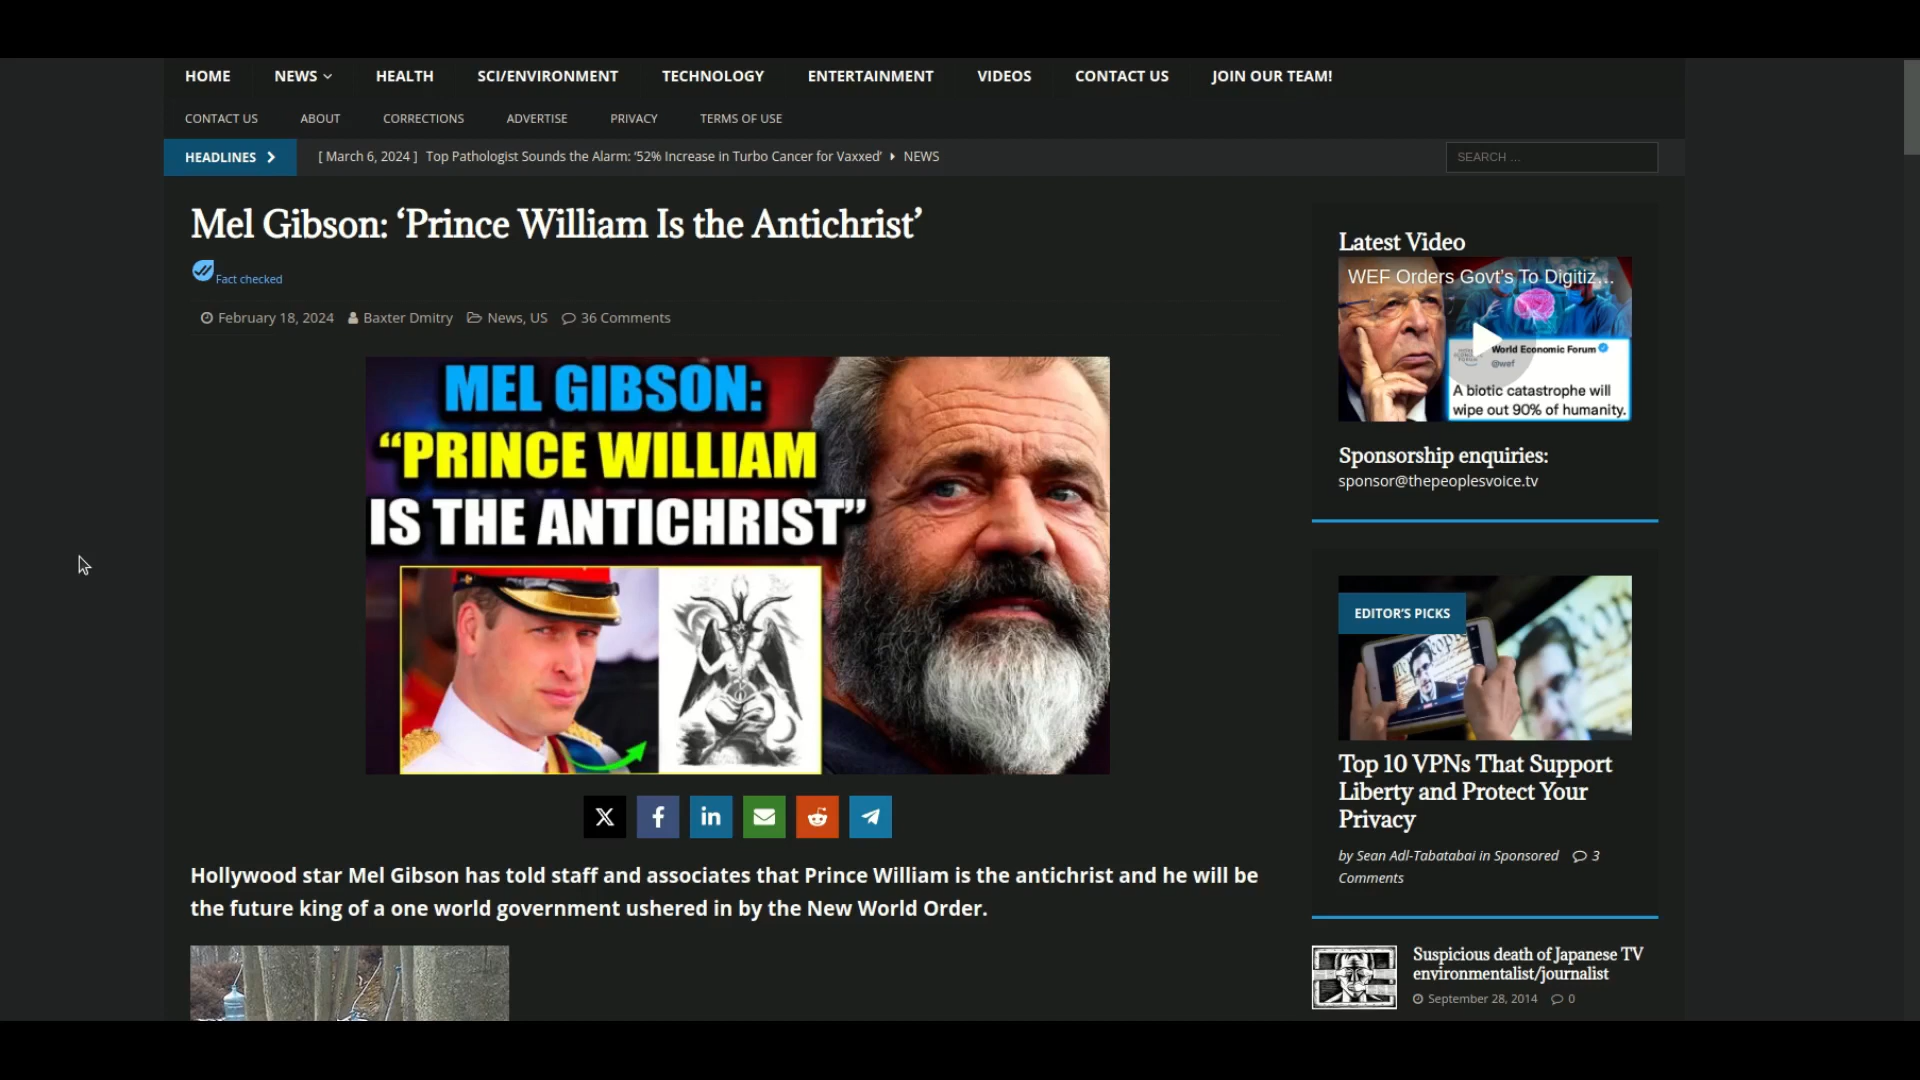 HOME NEWS HEALTH SCI/ENVIRONMENT TECHNOLOGY ENTERTAINMENT VIDEOS CONTACT US JOIN OUR TEAM!
CONTACT US ABOUT CORRECTIONS ADVERTISE PRIVACY TERMS OF USE
HEADLINES [ March 6, 2024 ] Top Pathologist Sounds the Alarm: ‘52% Increase in Turbo Cancer for Vaxxed’ NEWS
SEARCH …
Mel Gibson: ‘Prince William Is the Antichrist’
Fact checked
February 18, 2024 Baxter Dmitry News, US 36 Comments
MEL GIBSON:
“PRINCE WILLIAM
IS THE ANTICHRIST”
Hollywood star Mel Gibson has told staff and associates that Prince William is the antichrist and he will be
the future king of a one world government ushered in by the New World Order.
Latest Video
WEF Orders Govt's To Digitiz...
World Economic Forum
@wef
A biotic catastrophe will
wipe out 90% of humanity.
Sponsorship enquiries:
sponsor@thepeoplesvoice.tv
EDITOR’S PICKS
Top 10 VPNs That Support
Liberty and Protect Your
Privacy
by Sean Adl-Tabatabai in Sponsored 3
Comments
Suspicious death of Japanese TV
environmentalist/journalist
September 28, 2014 0